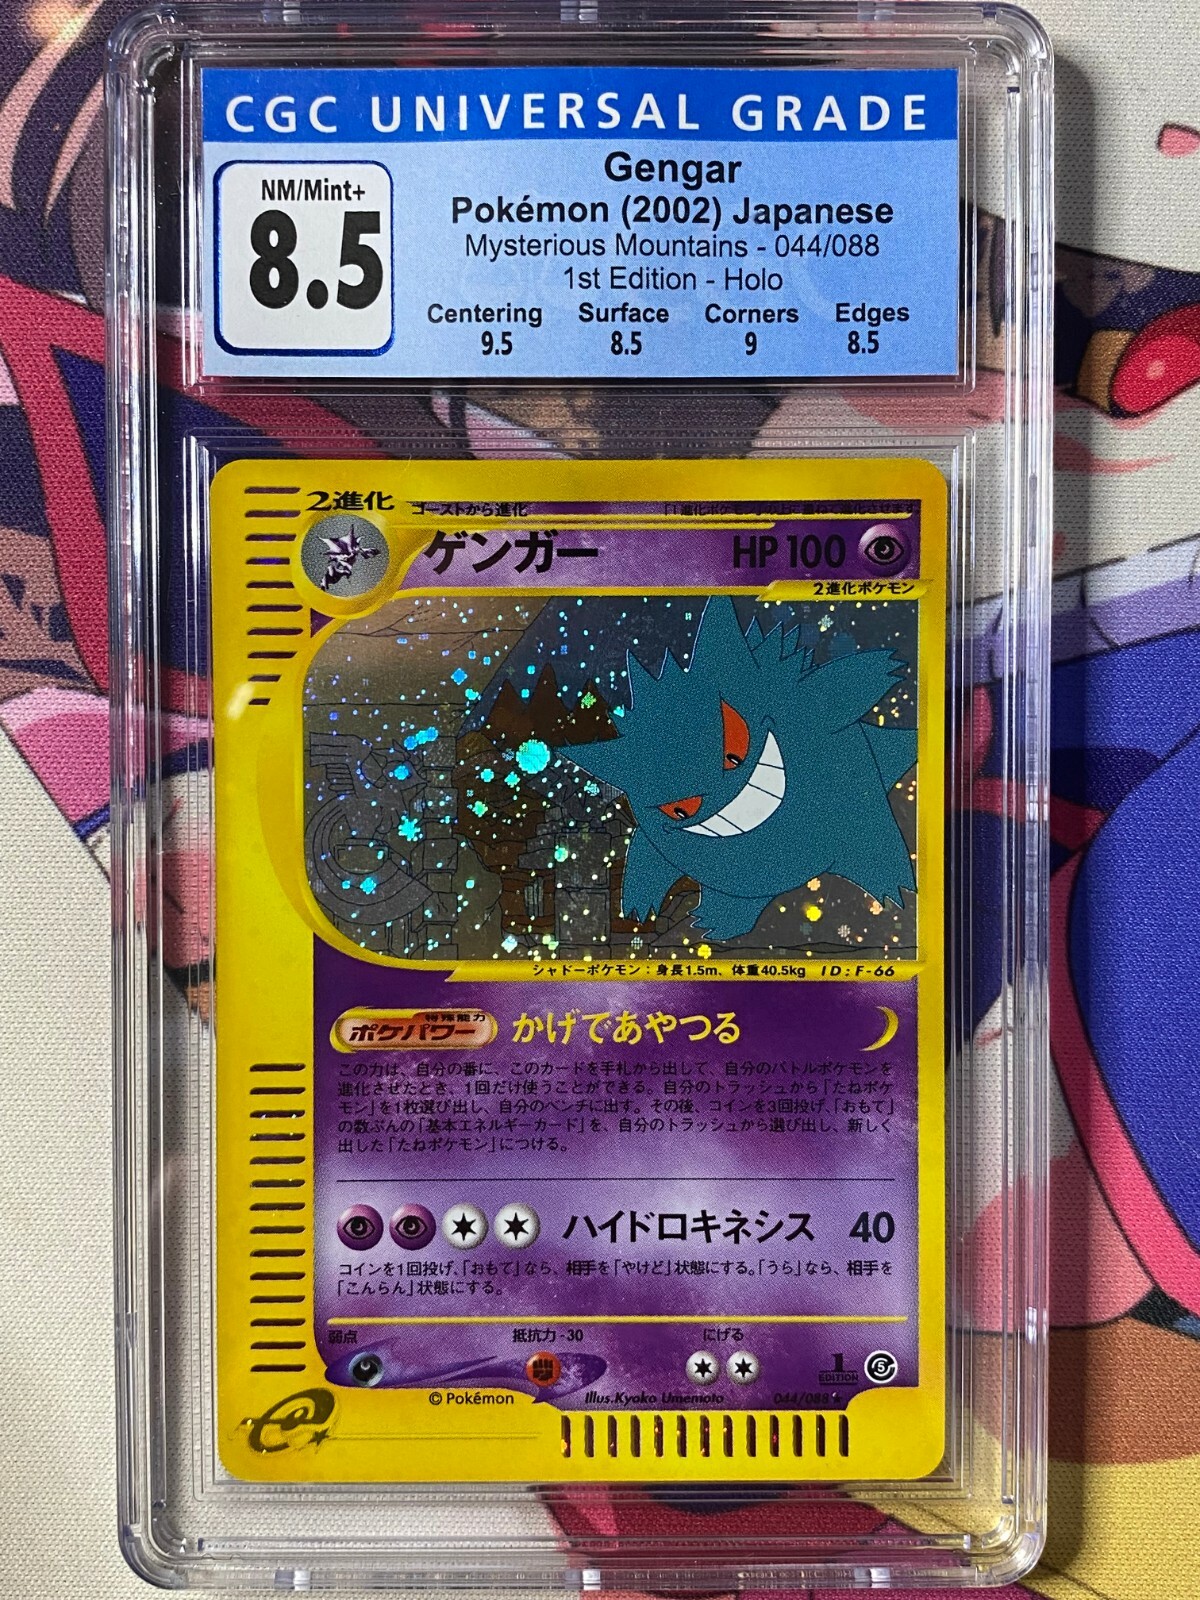 CGC UNIVERSAL GRADE
NM/Mint+
8.5
Gengar
Pokémon (2002) Japanese
Mysterious Mountains - 044/088
1st Edition - Holo
Centering Surface Corners Edges
9.5 8.5 9 8.5
2進化 ゴーストから進化
ゲンガー HP100
2進化ポケモン
シャドーポケモン:身長1.5m、体重40.5kg ID:F-66
特殊能力
ポケパワー かげであやつる
この力は、自分の番に、このカードを手札から出して、自分のバトルポケモンを
進化させたとき、1回だけ使うことができる。自分のトラッシュから「たねポケ
モン」を1枚選び出し、自分のベンチに出す。その後、コインを3回投げ、「おもて」
の数ぶんの「基本エネルギーカード」を、自分のトラッシュから選び出し、新しく
出した「たねポケモン」につける。
ハイドロキネシス 40
コインを1回投げ、「おもて」なら、相手を「やけど」状態にする。「うら」なら、相手を
「こんらん」状態にする。
弱点 抵抗力-30 にげる
1
EDITION
5
© Pokémon Illus.Kyoko Umemoto 044/088★
e